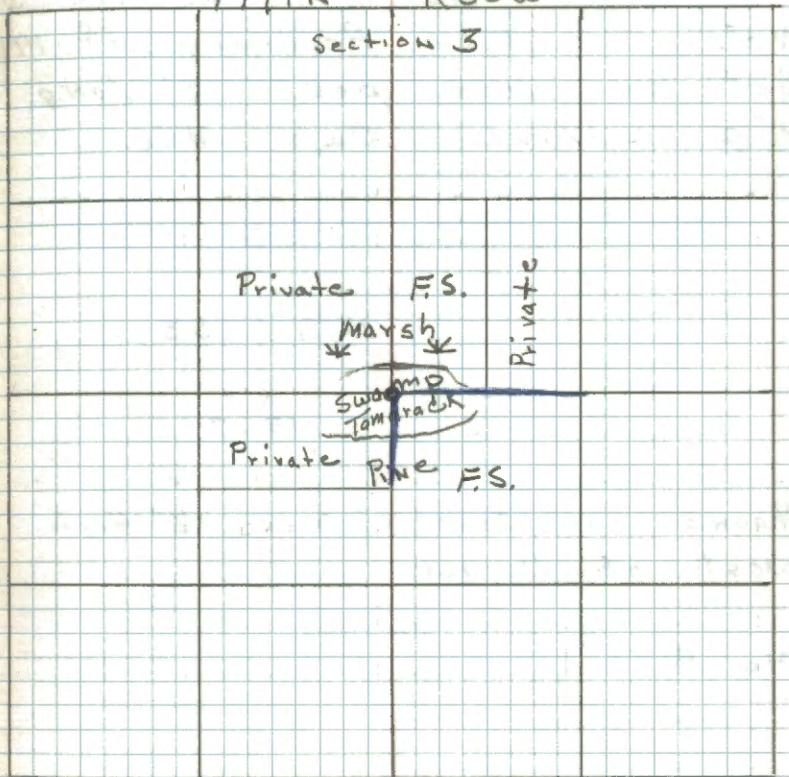 Section 3
Private F.S.
Private
Marsh
Swamp
Tamarack
Private Pine F.S.